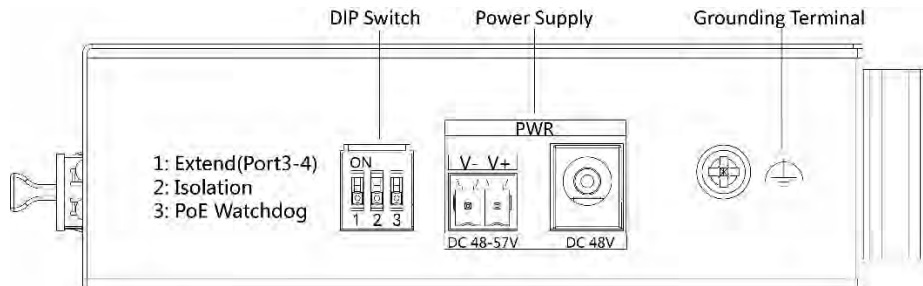 DIP Switch
Power Supply
Grounding Terminal
PWR
1: Extend(Port3-4)
2: Isolation
3: PoE Watchdog
ON
1 2 3
V- V+
DC 48-57V
DC 48V